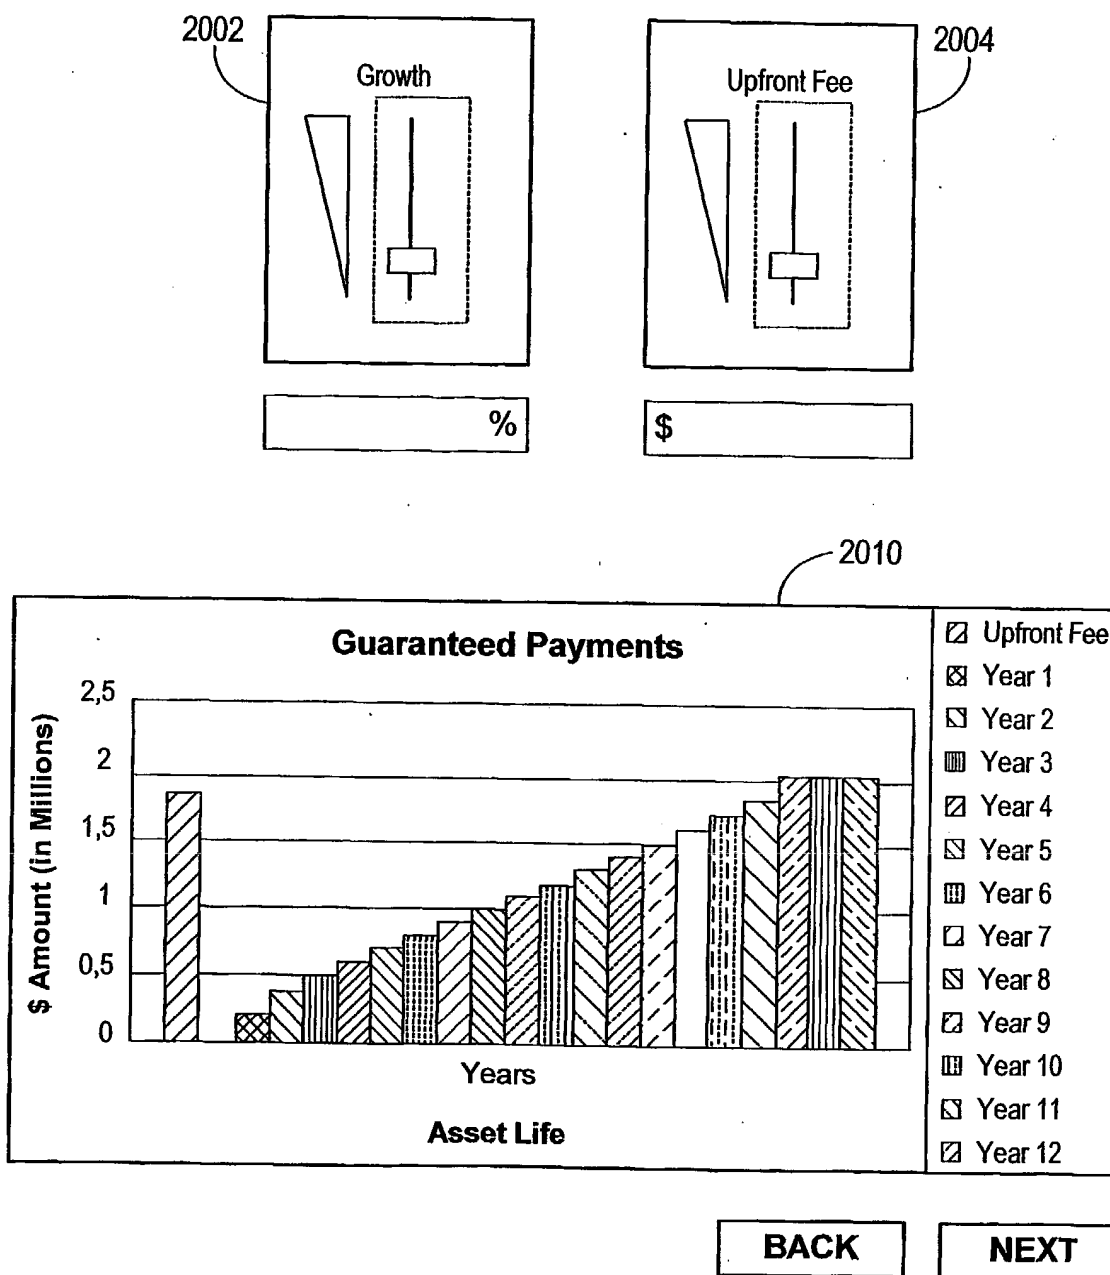 2002
2004
Growth
Upfront Fee
%
$
2010
Guaranteed Payments
$ Amount (in Millions)
2,5
2
1,5
1
0,5
0
Years
Asset Life
Upfront Fee
Year 1
Year 2
Year 3
Year 4
Year 5
Year 6
Year 7
Year 8
Year 9
Year 10
Year 11
Year 12
BACK
NEXT